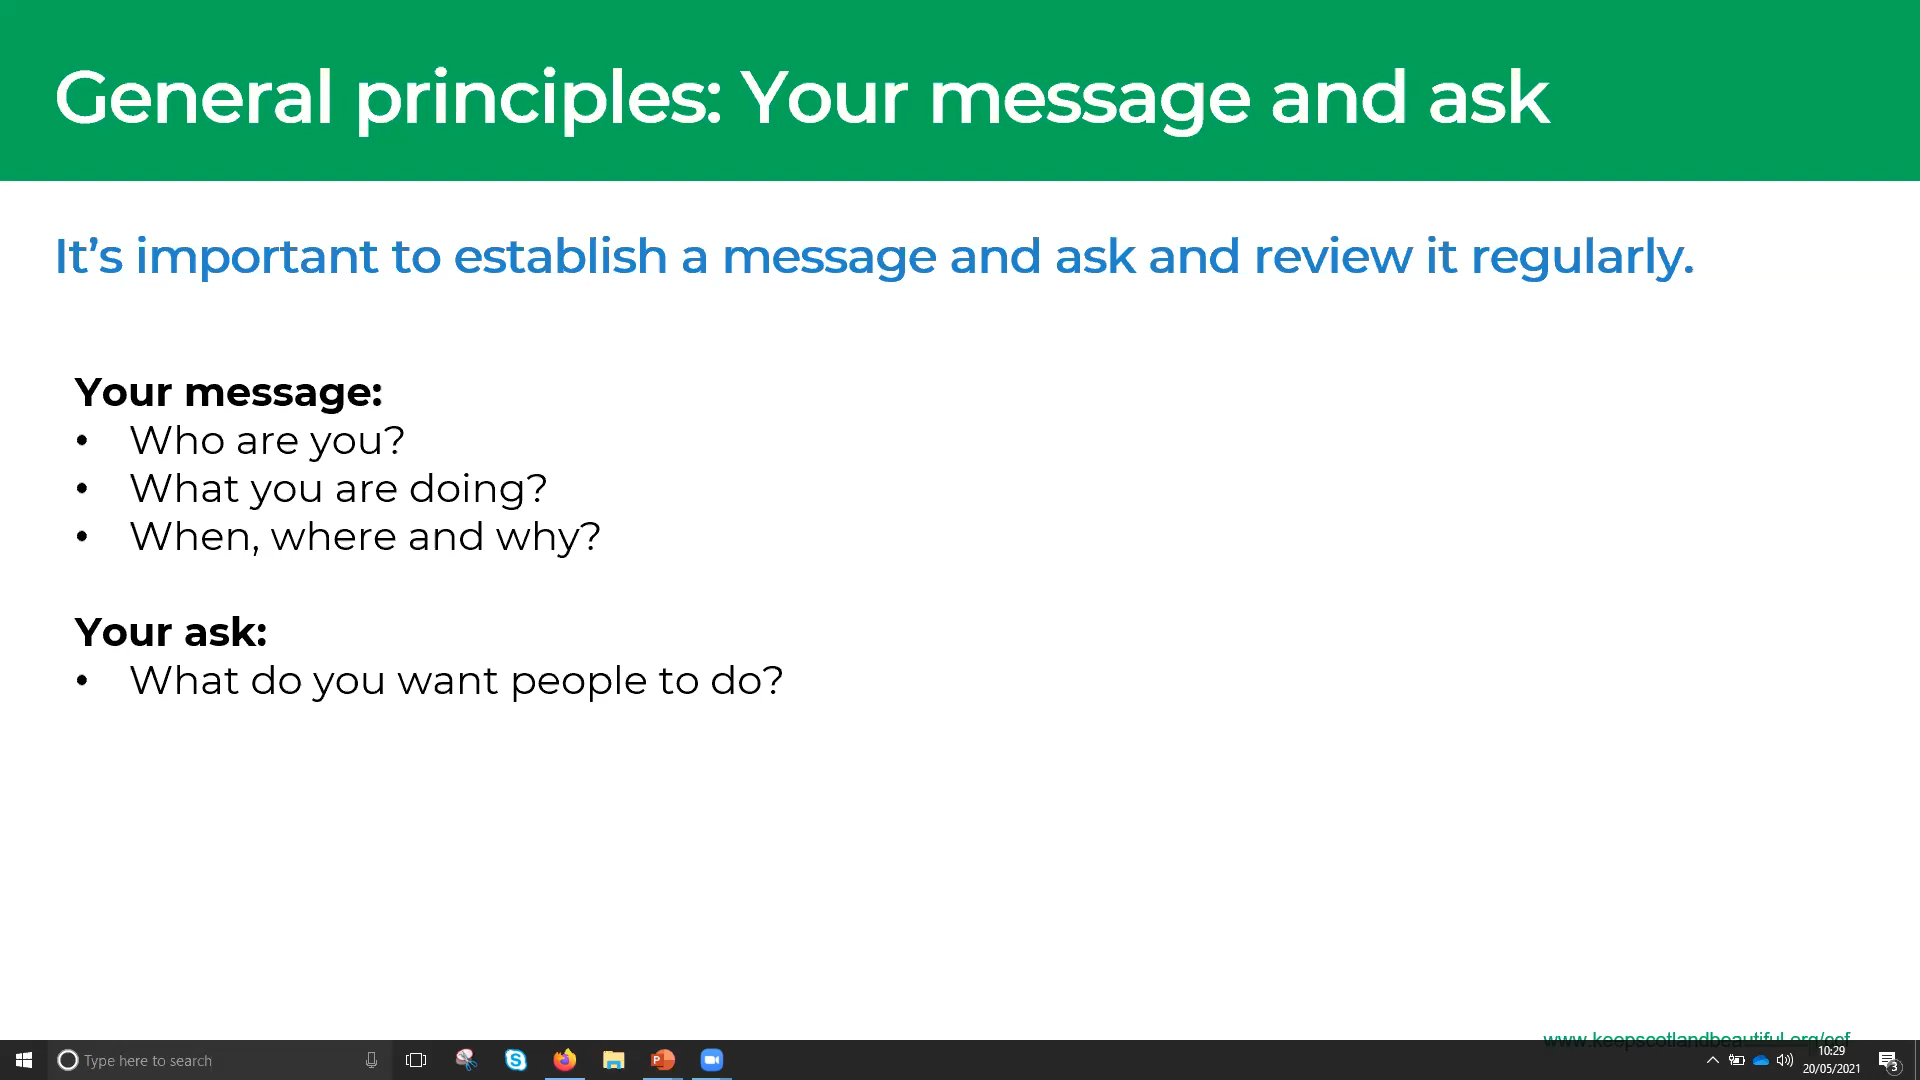 General principles: Your message and ask
It's important to establish a message and ask and review it regularly.
Your message:
• Who are you?
• What you are doing?
• When, where and why?
Your ask:
• What do you want people to do?
www.keepscotlandbeautiful.org/ccf
Type here to search
10:29
20/05/2021
3